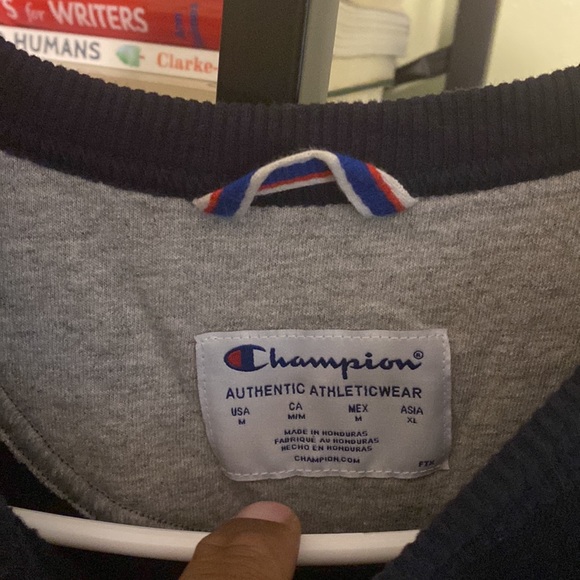 S for WRITERS
HUMANS Clarke-
Champion®
AUTHENTIC ATHLETICWEAR
USA CA MEX ASIA
M M/M M XL
MADE IN HONDURAS
FABRIQUÉ AU HONDURAS
HECHO EN HONDURAS
CHAMPION.COM